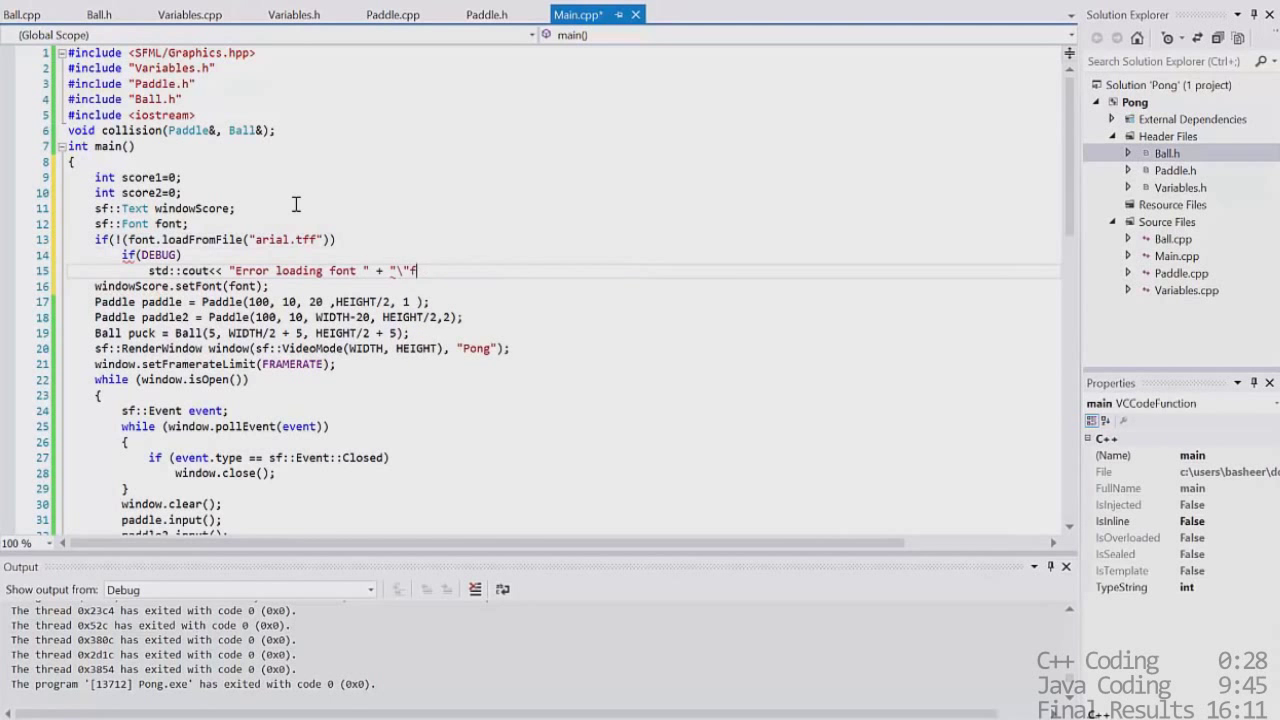 Ball.cpp Ball.h Variables.cpp Variables.h Paddle.cpp Paddle.h Main.cpp*
(Global Scope) main()
1 #include <SFML/Graphics.hpp>
2 #include "Variables.h"
3 #include "Paddle.h"
4 #include "Ball.h"
5 #include <iostream>
6 void collision(Paddle&, Ball&);
7 int main()
8 {
9 int score1=0;
10 int score2=0;
11 sf::Text windowScore;
12 sf::Font font;
13 if(!(font.loadFromFile("arial.tff"))
14 if(DEBUG)
15 std::cout<< "Error loading font " + "\"f
16 windowScore.setFont(font);
17 Paddle paddle = Paddle(100, 10, 20 ,HEIGHT/2, 1 );
18 Paddle paddle2 = Paddle(100, 10, WIDTH-20, HEIGHT/2,2);
19 Ball puck = Ball(5, WIDTH/2 + 5, HEIGHT/2 + 5);
20 sf::RenderWindow window(sf::VideoMode(WIDTH, HEIGHT), "Pong");
21 window.setFramerateLimit(FRAMERATE);
22 while (window.isOpen())
23 {
24 sf::Event event;
25 while (window.pollEvent(event))
26 {
27 if (event.type == sf::Event::Closed)
28 window.close();
29 }
30 window.clear();
31 paddle.input();
paddle2.input();
100 %
Output
Show output from: Debug
The thread 0x23c4 has exited with code 0 (0x0).
The thread 0x52c has exited with code 0 (0x0).
The thread 0x380c has exited with code 0 (0x0).
The thread 0x2d1c has exited with code 0 (0x0).
The thread 0x3854 has exited with code 0 (0x0).
The program '[13712] Pong.exe' has exited with code 0 (0x0).
Solution Explorer
Search Solution Explorer (Ctrl+;)
Solution 'Pong' (1 project)
Pong
External Dependencies
Header Files
Ball.h
Paddle.h
Variables.h
Resource Files
Source Files
Ball.cpp
Main.cpp
Paddle.cpp
Variables.cpp
Properties
main VCCodeFunction
C++
(Name) main
File c:\users\basheer\do
FullName main
IsInjected False
IsInline False
IsOverloaded False
IsSealed False
IsTemplate False
TypeString int
C++ Coding 0:28
Java Coding 9:45
Final Results 16:11
C++